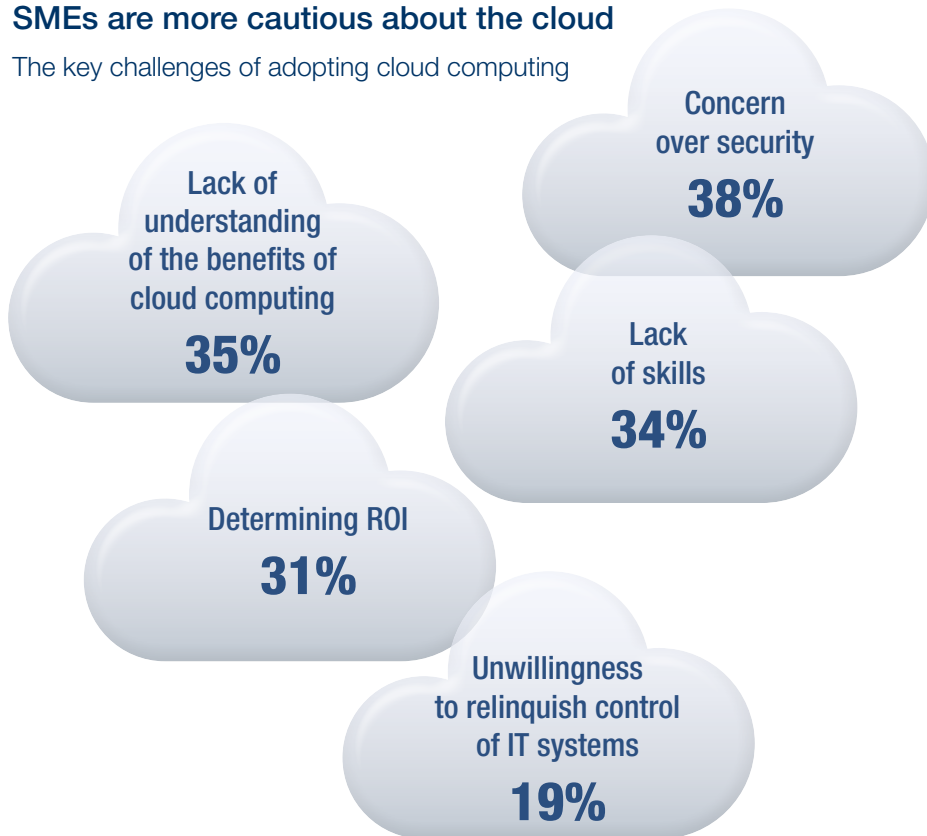 SMEs are more cautious about the cloud
The key challenges of adopting cloud computing
Concern
over security
38%
Lack of
understanding
of the benefits of
cloud computing
35%
Lack
of skills
34%
Determining ROI
31%
Unwillingness
to relinquish control
of IT systems
19%